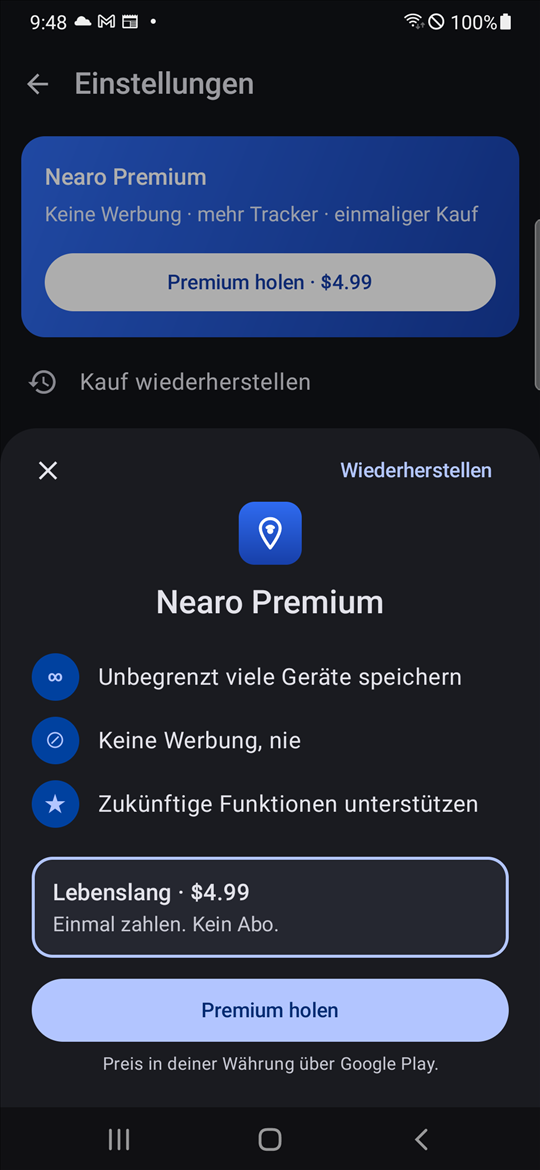 9:48
100%
Einstellungen
Nearo Premium
Keine Werbung · mehr Tracker · einmaliger Kauf
Premium holen · $4.99
Kauf wiederherstellen
Wiederherstellen
Nearo Premium
Unbegrenzt viele Geräte speichern
Keine Werbung, nie
Zukünftige Funktionen unterstützen
Lebenslang · $4.99
Einmal zahlen. Kein Abo.
Premium holen
Preis in deiner Währung über Google Play.